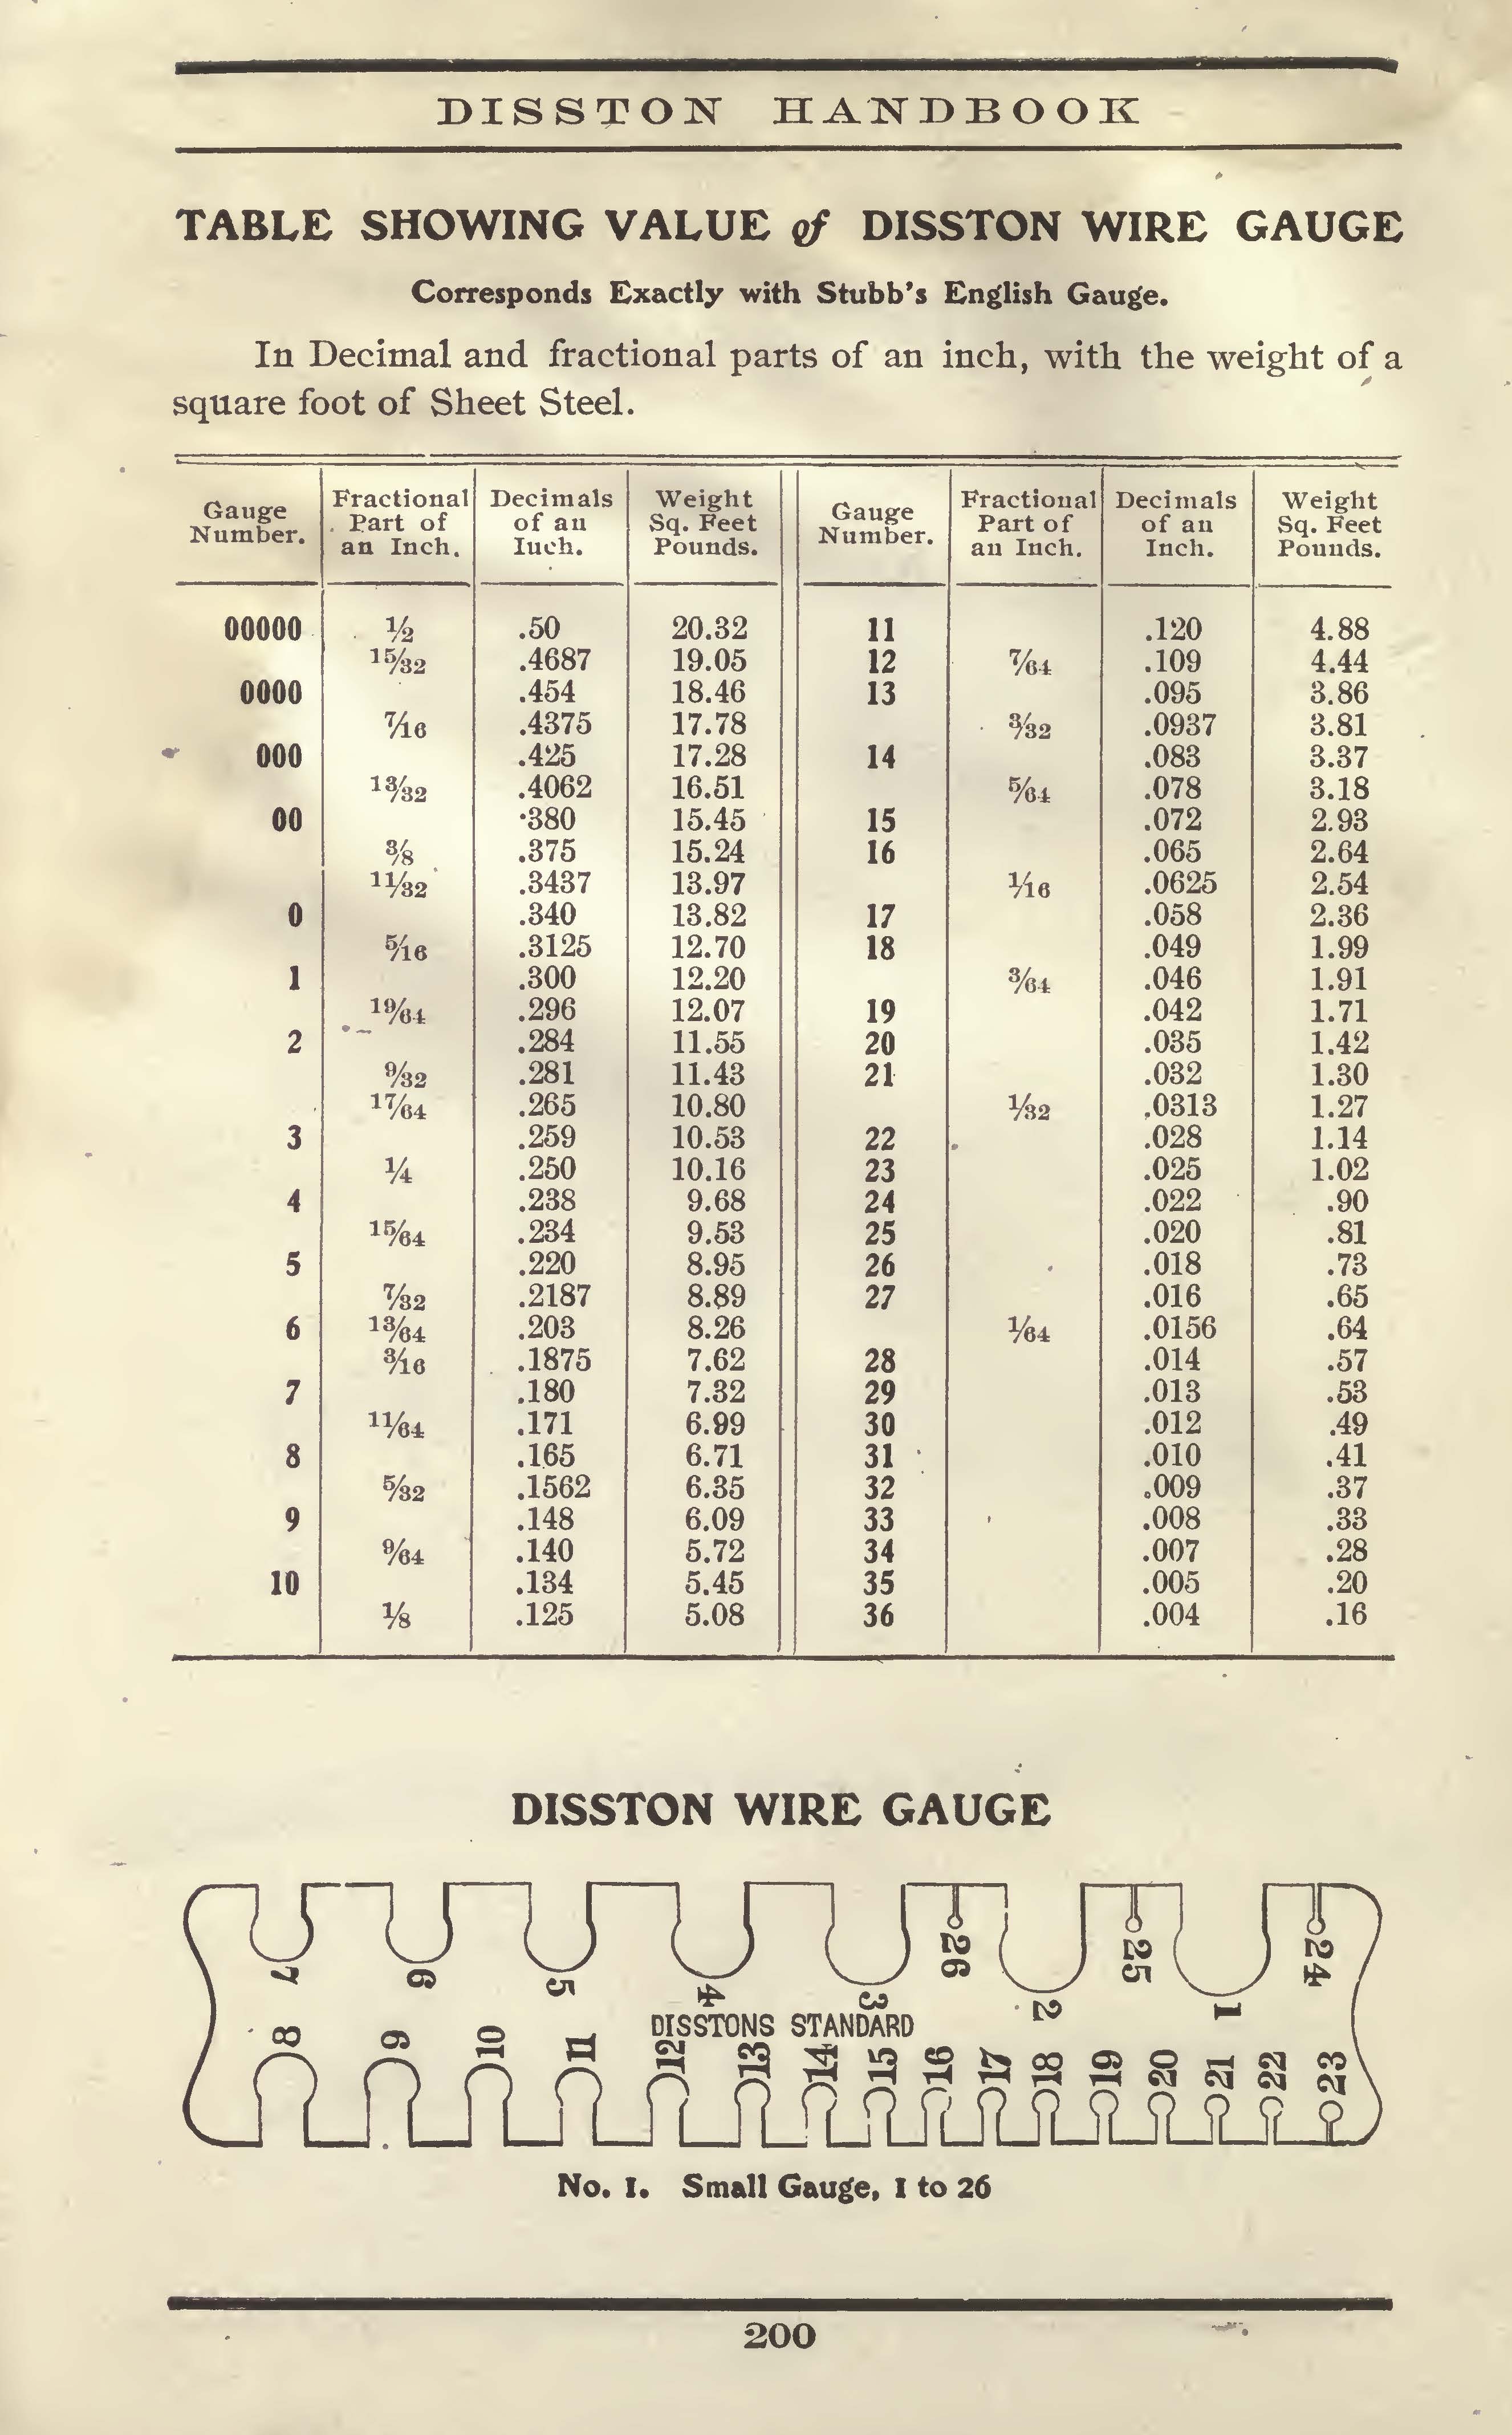 DISSTON HANDBOOK
TABLE SHOWING VALUE of DISSTON WIRE GAUGE
Corresponds Exactly with Stubb's English Gauge.
In Decimal and fractional parts of an inch, with the weight of a
square foot of Sheet Steel.
Gauge Number. Fractional Part of an Inch. Decimals of an Iuch. Weight Sq. Feet Pounds. Gauge Number. Fractional Part of an Inch. Decimals of an Inch. Weight Sq. Feet Pounds.
00000 ½ .50 20.32 11 .120 4.88
15/32 .4687 19.05 12 7/64 .109 4.44
0000 .454 18.46 13 .095 3.86
7/16 .4375 17.78 3/32 .0937 3.81
000 .425 17.28 14 .083 3.37
13/32 .4062 16.51 5/64 .078 3.18
00 .380 15.45 15 .072 2.93
3/8 .375 15.24 16 .065 2.64
11/32 .3437 13.97 1/16 .0625 2.54
0 .340 13.82 17 .058 2.36
5/16 .3125 12.70 18 .049 1.99
1 .300 12.20 3/64 .046 1.91
19/64 .296 12.07 19 .042 1.71
2 .284 11.55 20 .035 1.42
9/32 .281 11.43 21 .032 1.30
17/64 .265 10.80 1/32 .0313 1.27
3 .259 10.53 22 .028 1.14
¼ .250 10.16 23 .025 1.02
4 .238 9.68 24 .022 .90
15/64 .234 9.53 25 .020 .81
5 .220 8.95 26 .018 .73
7/32 .2187 8.89 27 .016 .65
6 13/64 .203 8.26 1/64 .0156 .64
3/16 .1875 7.62 28 .014 .57
7 .180 7.32 29 .013 .53
11/64 .171 6.99 30 .012 .49
8 .165 6.71 31 .010 .41
5/32 .1562 6.35 32 .009 .37
9 .148 6.09 33 .008 .33
9/64 .140 5.72 34 .007 .28
10 .134 5.45 35 .005 .20
1/8 .125 5.08 36 .004 .16
DISSTON WIRE GAUGE
7 6 5 4 3 26 2 25 1 24
DISSTONS STANDARD
8 9 10 11 12 13 14 15 16 17 18 19 20 21 22 23
No. 1. Small Gauge, 1 to 26
200